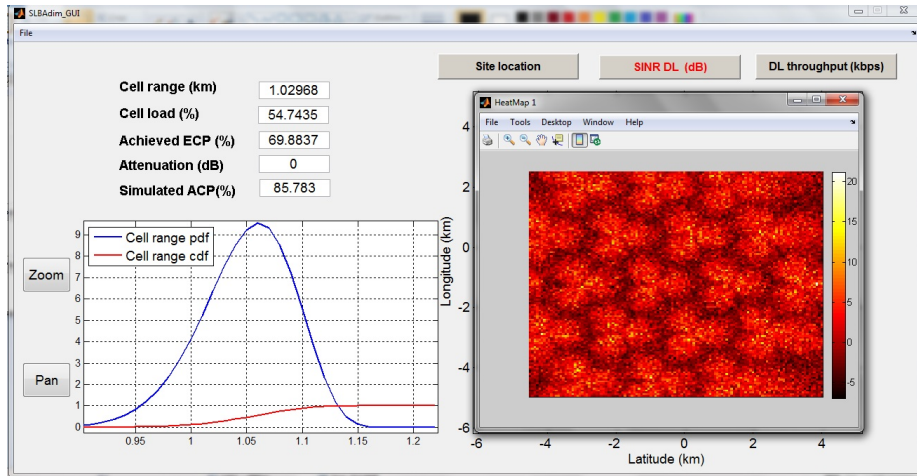 SLBAdim_GUI
File
Site location
SINR DL (dB)
DL throughput (kbps)
Cell range (km)
1.02968
Cell load (%)
54.7435
Achieved ECP (%)
69.8837
Attenuation (dB)
0
Simulated ACP(%)
85.783
Zoom
Pan
Cell range pdf
Cell range cdf
9
8
7
6
5
4
3
2
1
0
0.95
1
1.05
1.1
1.15
1.2
HeatMap 1
File Tools Desktop Window Help
20
15
10
5
0
-5
Longitude (km)
4
2
0
-2
-4
-6
-6
-4
-2
0
2
4
Latitude (km)